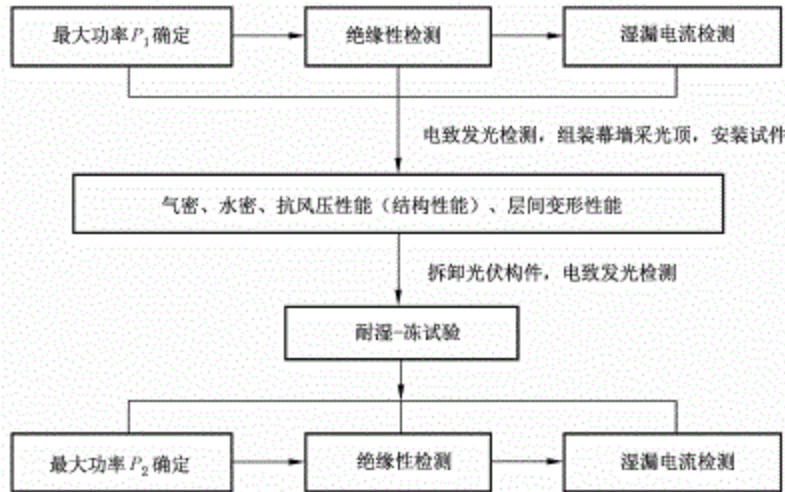 最大功率P₁确定
绝缘性检测
湿漏电流检测
电致发光检测，组装幕墙采光顶，安装试件
气密、水密、抗风压性能（结构性能）、层间变形性能
拆卸光伏构件，电致发光检测
耐湿-冻试验
最大功率P₂确定
绝缘性检测
湿漏电流检测